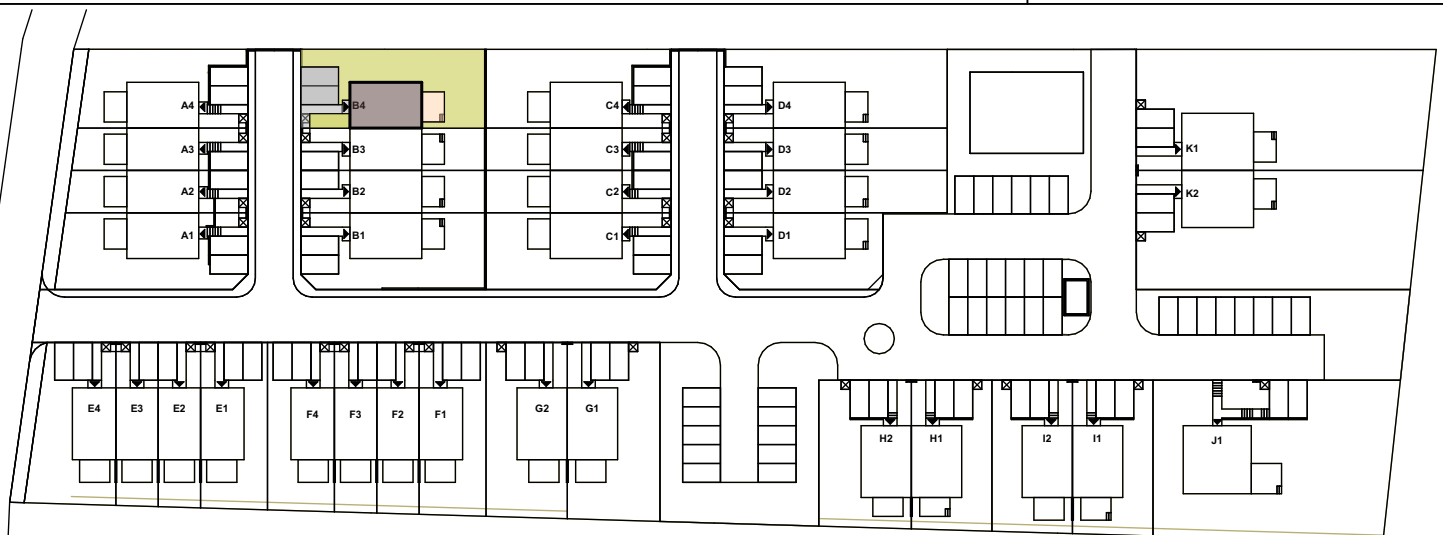 A4 B4 C4 D4
A3 B3 C3 D3 K1
A2 B2 C2 D2 K2
A1 B1 C1 D1
E4 E3 E2 E1 F4 F3 F2 F1 G2 G1
H2 H1 I2 I1 J1